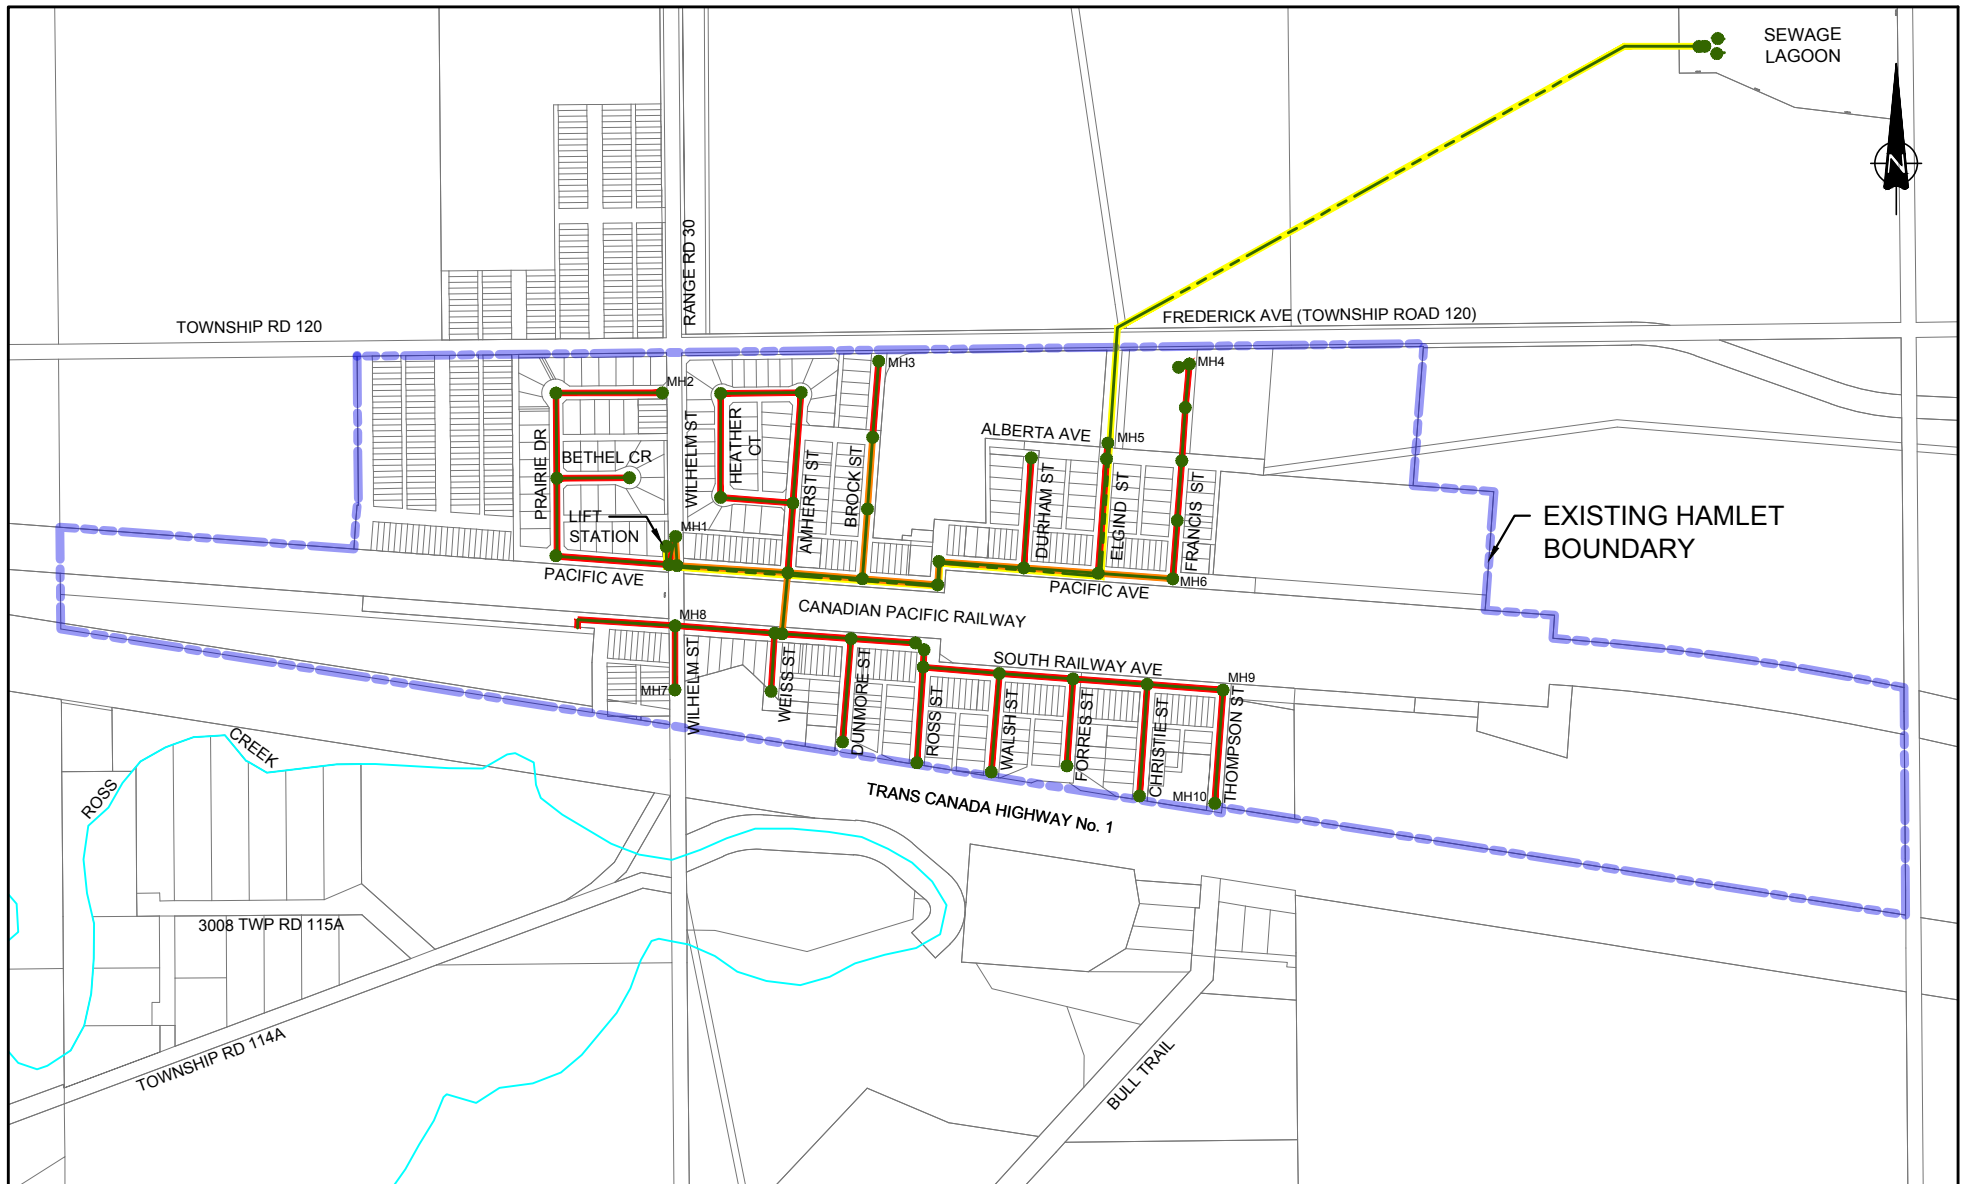 SEWAGE
LAGOON
N
RANGE RD 30
TOWNSHIP RD 120
FREDERICK AVE (TOWNSHIP ROAD 120)
MH3
MH4
MH2
PRAIRIE DR
BETHEL CR
WILHELM ST
HEATHER
CT
AMHERST ST
BROCK ST
ALBERTA AVE
MH5
DURHAM ST
ELGIND ST
FRANCIS ST
LIFT
STATION
MH1
EXISTING HAMLET
BOUNDARY
PACIFIC AVE
PACIFIC AVE
MH6
CANADIAN PACIFIC RAILWAY
MH8
SOUTH RAILWAY AVE
MH9
MH7
WILHELM ST
WEISS ST
DUNMORE ST
ROSS ST
WALSH ST
FORRES ST
CHRISTIE ST
THOMPSON ST
MH10
TRANS CANADA HIGHWAY No. 1
ROSS
CREEK
3008 TWP RD 115A
TOWNSHIP RD 114A
BULL TRAIL